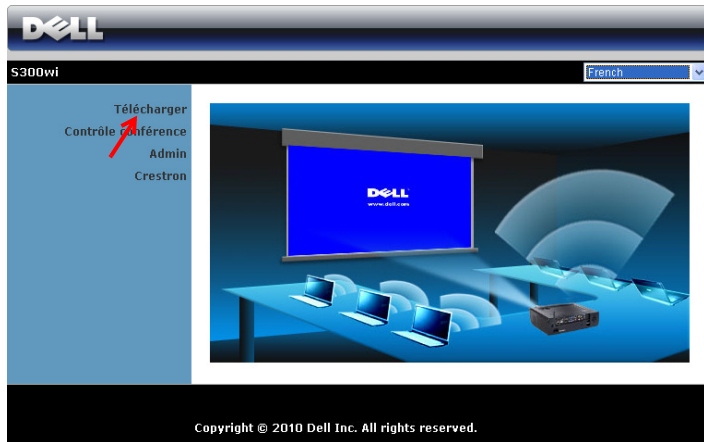 DELL
S300wi
French
Télécharger
Contrôle conférence
Admin
Crestron
DELL
www.dell.com
Copyright © 2010 Dell Inc. All rights reserved.